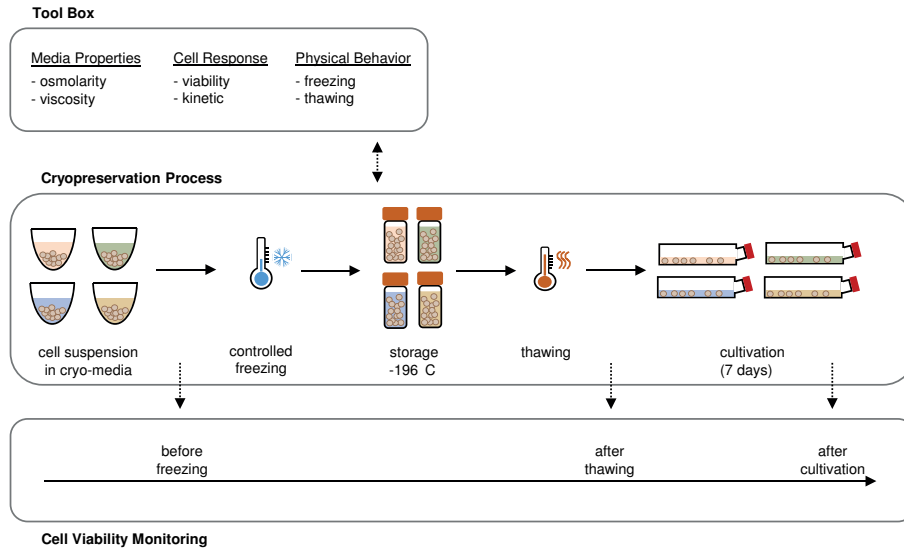 Tool Box
Media Properties
- osmolarity
- viscosity
Cell Response
- viability
- kinetic
Physical Behavior
- freezing
- thawing
Cryopreservation Process
cell suspension
in cryo-media
controlled
freezing
storage
-196 C
thawing
cultivation
(7 days)
before
freezing
after
thawing
after
cultivation
Cell Viability Monitoring